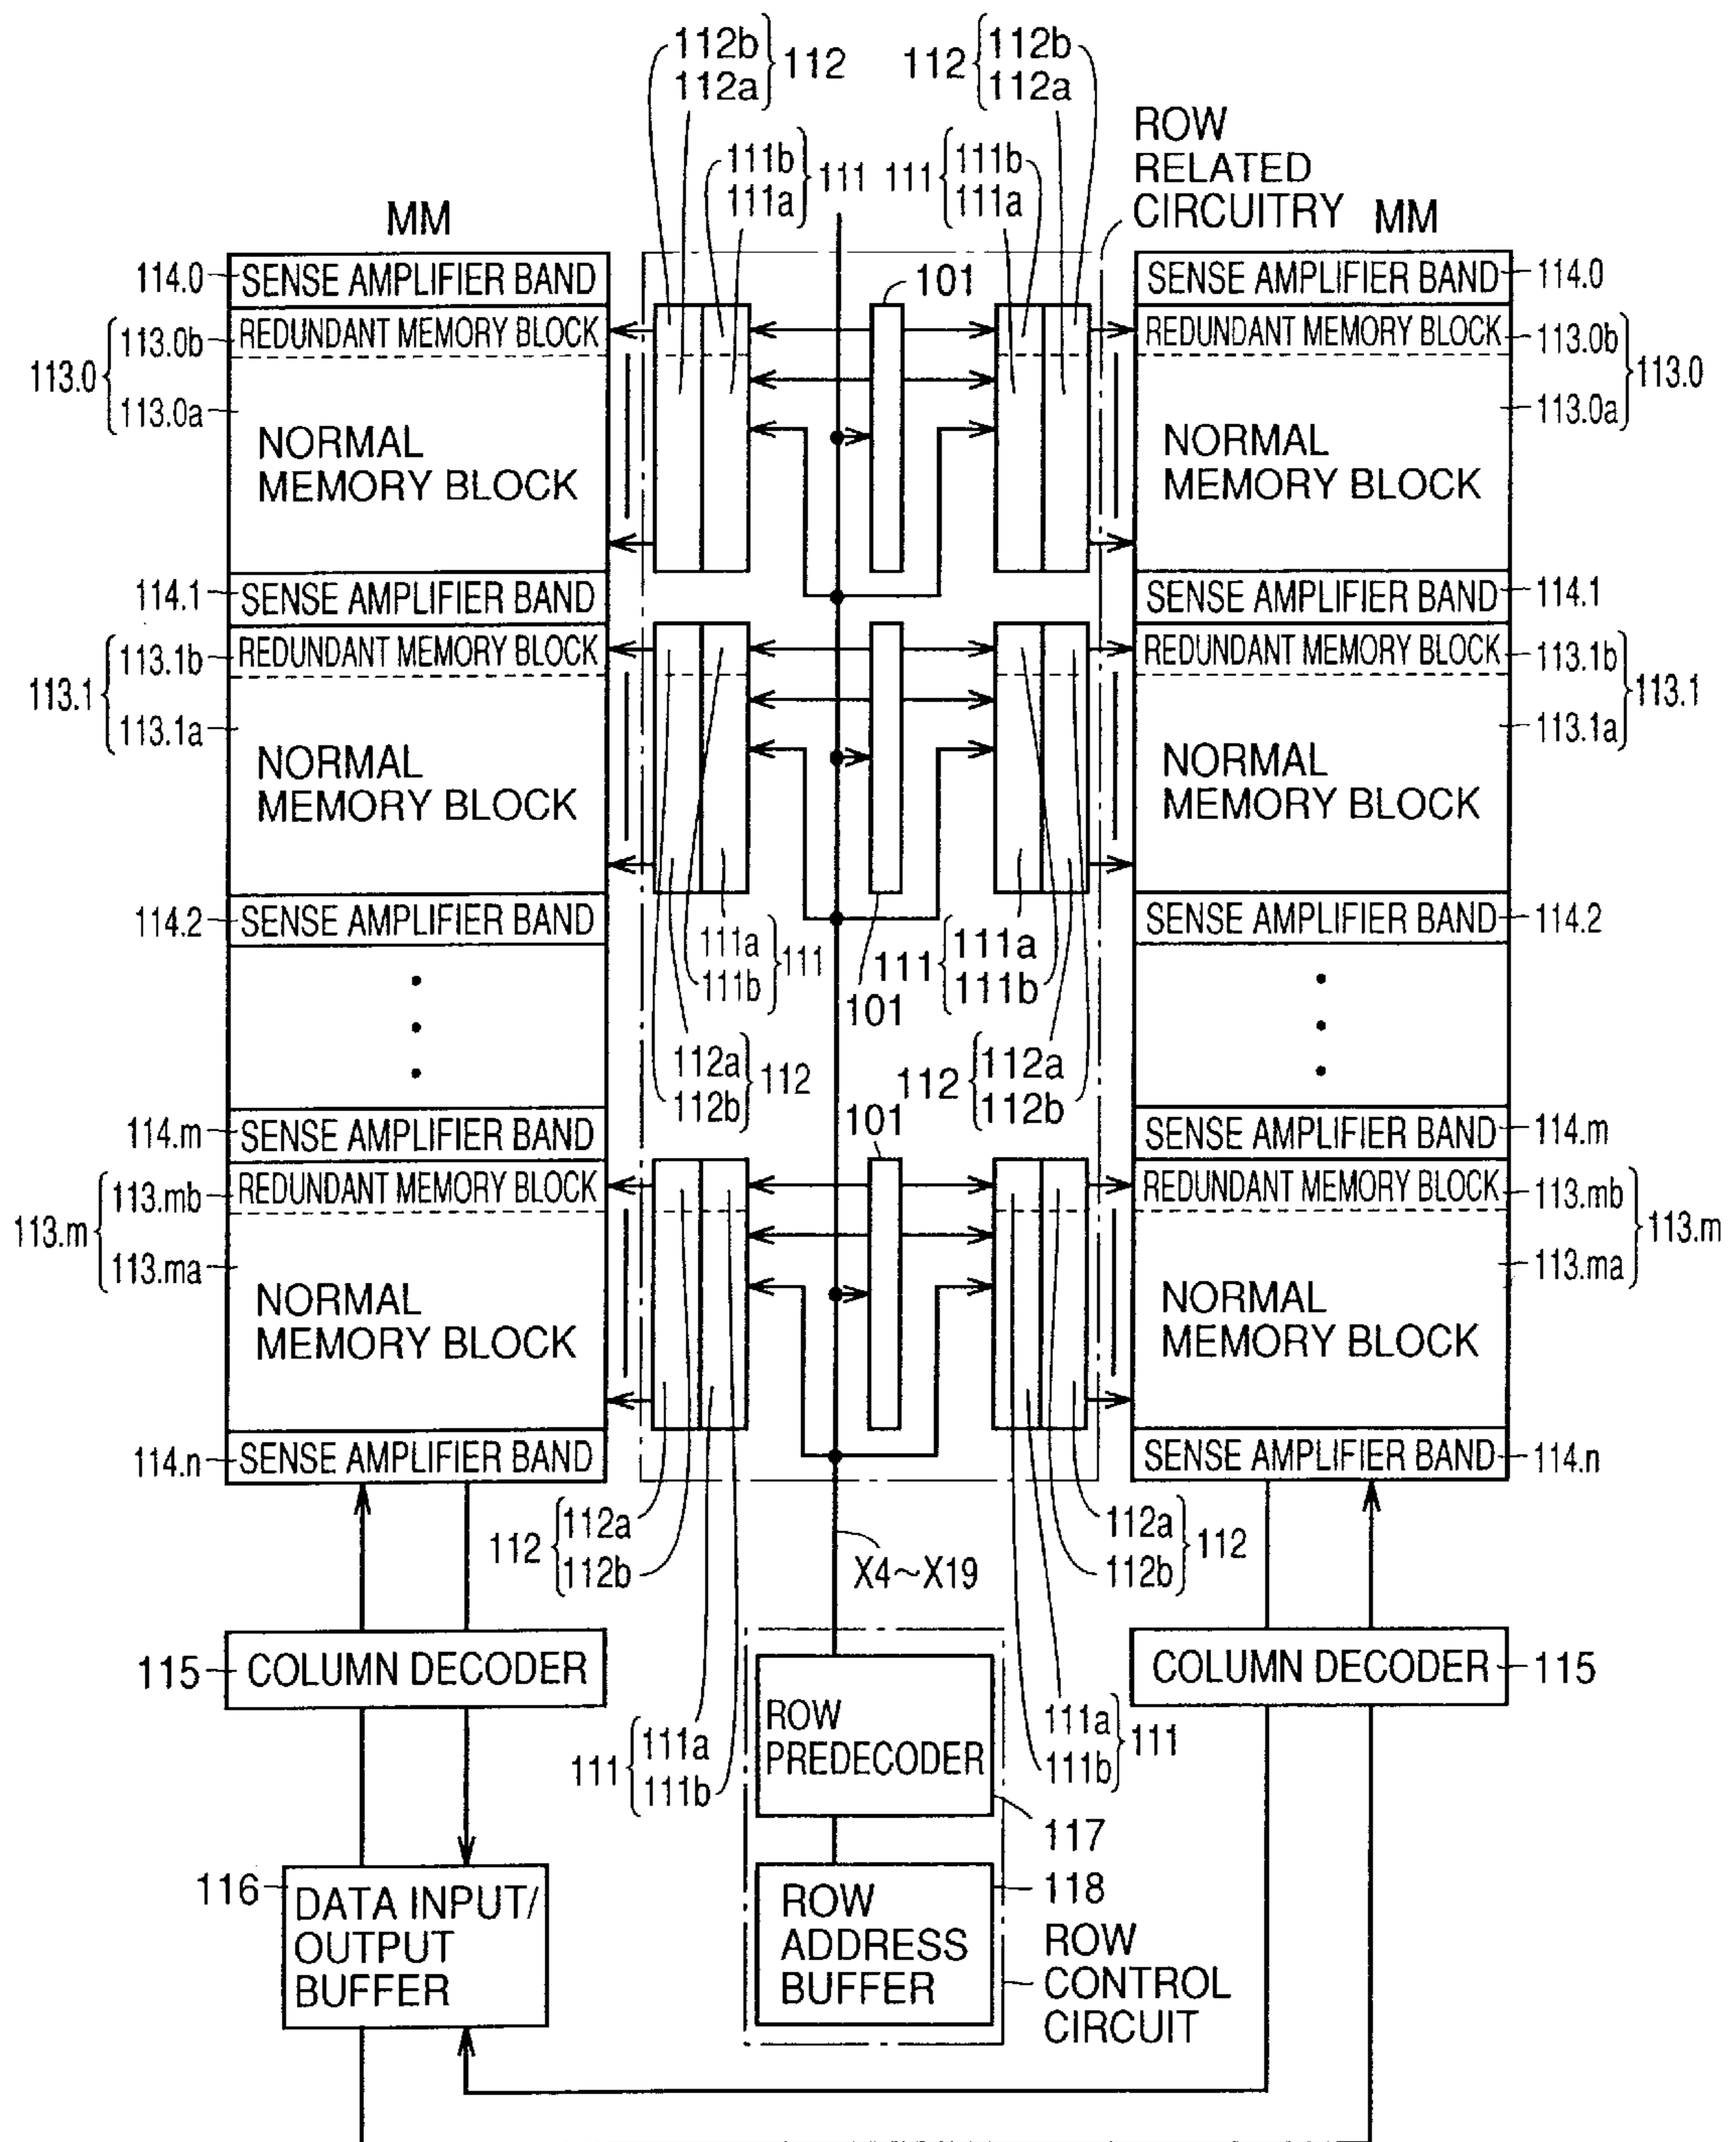 112b 112a 112 112 112b 112a
ROW RELATED CIRCUITRY
111b 111a 111 111 111b 111a
MM MM
114.0 SENSE AMPLIFIER BAND 101 SENSE AMPLIFIER BAND 114.0
113.0 113.0b REDUNDANT MEMORY BLOCK REDUNDANT MEMORY BLOCK 113.0b 113.0
113.0a 113.0a
NORMAL NORMAL
MEMORY BLOCK MEMORY BLOCK
114.1 SENSE AMPLIFIER BAND SENSE AMPLIFIER BAND 114.1
113.1 113.1b REDUNDANT MEMORY BLOCK REDUNDANT MEMORY BLOCK 113.1b 113.1
113.1a 113.1a
NORMAL NORMAL
MEMORY BLOCK MEMORY BLOCK
114.2 SENSE AMPLIFIER BAND SENSE AMPLIFIER BAND 114.2
111a 111b 111 111 111a 111b
101
112a 112b 112 112 112a 112b
101
114.m SENSE AMPLIFIER BAND SENSE AMPLIFIER BAND 114.m
113.m 113.mb REDUNDANT MEMORY BLOCK REDUNDANT MEMORY BLOCK 113.mb 113.m
113.ma 113.ma
NORMAL NORMAL
MEMORY BLOCK MEMORY BLOCK
114.n SENSE AMPLIFIER BAND SENSE AMPLIFIER BAND 114.n
112 112a 112b 112a 112b 112
X4~X19
115 COLUMN DECODER COLUMN DECODER 115
111 111a 111b 111a 111b 111
ROW
PREDECODER
117
116 DATA INPUT/
OUTPUT
BUFFER
118
ROW
ADDRESS
BUFFER
ROW
CONTROL
CIRCUIT